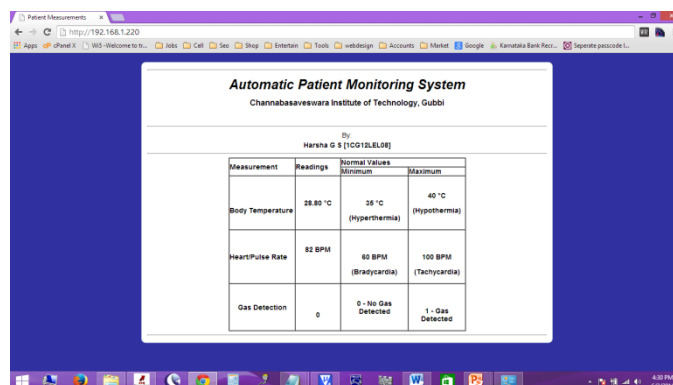 Patient Measurements
http://192.168.1.220
Apps cPanel X Wi5 -Welcome to tr... Jobs Cell Seo Shop Entertain Tools webdesign Accounts Market Google Karnataka Bank Recr... Seperate passcode l...
Automatic Patient Monitoring System
Channabasaveswara Institute of Technology, Gubbi
By:
Harsha G S [1CG12LEL08]
Measurement Readings Normal Values
Minimum Maximum
Body Temperature 28.80 °C 35 °C 40 °C
(Hyperthermia) (Hypothermia)
Heart/Pulse Rate 82 BPM 60 BPM 100 BPM
(Bradycardia) (Tachycardia)
Gas Detection 0 0 - No Gas 1 - Gas
Detected Detected
4:33 PM